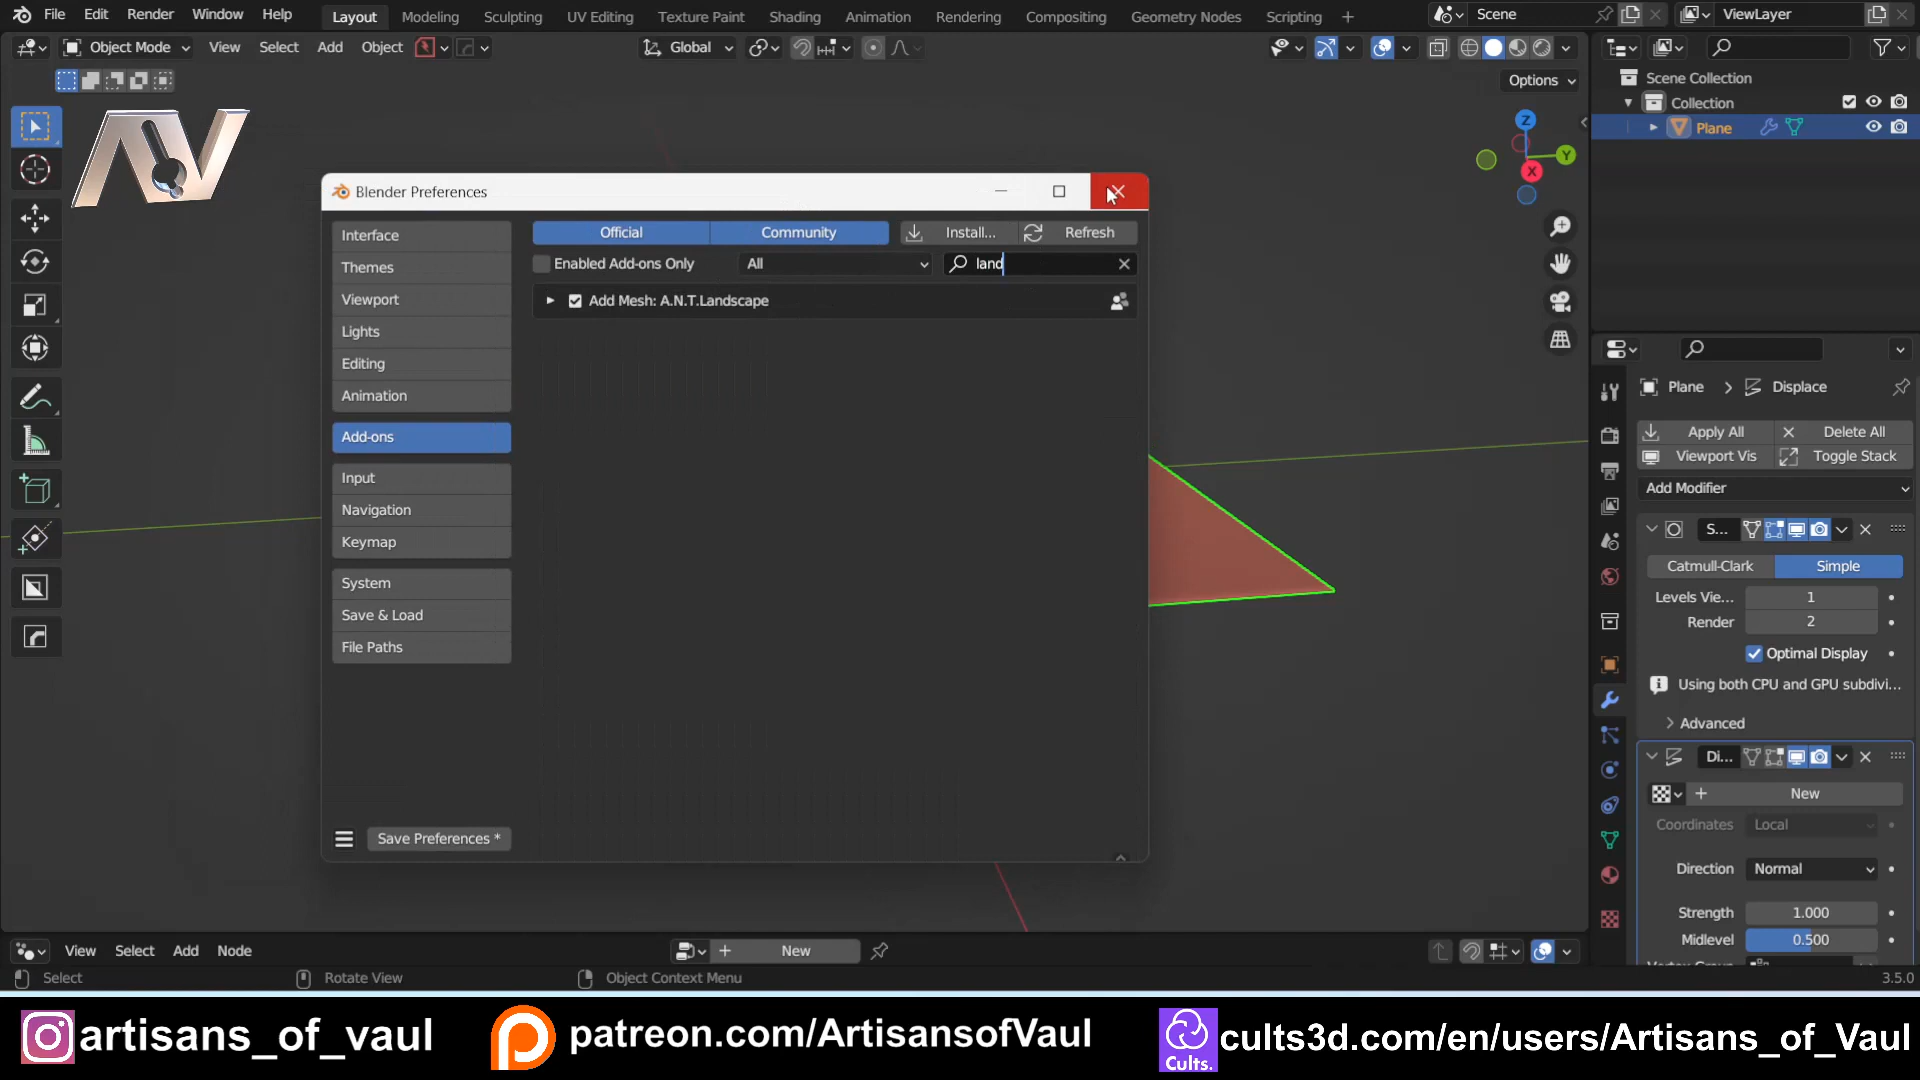 File Edit Render Window Help Layout Modeling Sculpting UV Editing Texture Paint Shading Animation Rendering Compositing Geometry Nodes Scripting + Scene ViewLayer
Object Mode View Select Add Object Global
Options
Scene Collection
Collection
Plane
Z
Y
X
AV
Blender Preferences
Interface
Themes
Viewport
Lights
Editing
Animation
Add-ons
Input
Navigation
Keymap
System
Save & Load
File Paths
Save Preferences *
Official Community Install... Refresh
Enabled Add-ons Only All land
Add Mesh: A.N.T.Landscape
Plane > Displace
Apply All Delete All
Viewport Vis Toggle Stack
Add Modifier
S...
Catmull-Clark Simple
Levels Vie... 1
Render 2
Optimal Display
Using both CPU and GPU subdivi...
Advanced
Di...
New
Coordinates Local
Direction Normal
Strength 1.000
Midlevel 0.500
View Select Add Node New
Select Rotate View Object Context Menu 3.5.0
artisans_of_vaul patreon.com/ArtisansofVaul Cults. cults3d.com/en/users/Artisans_of_Vaul